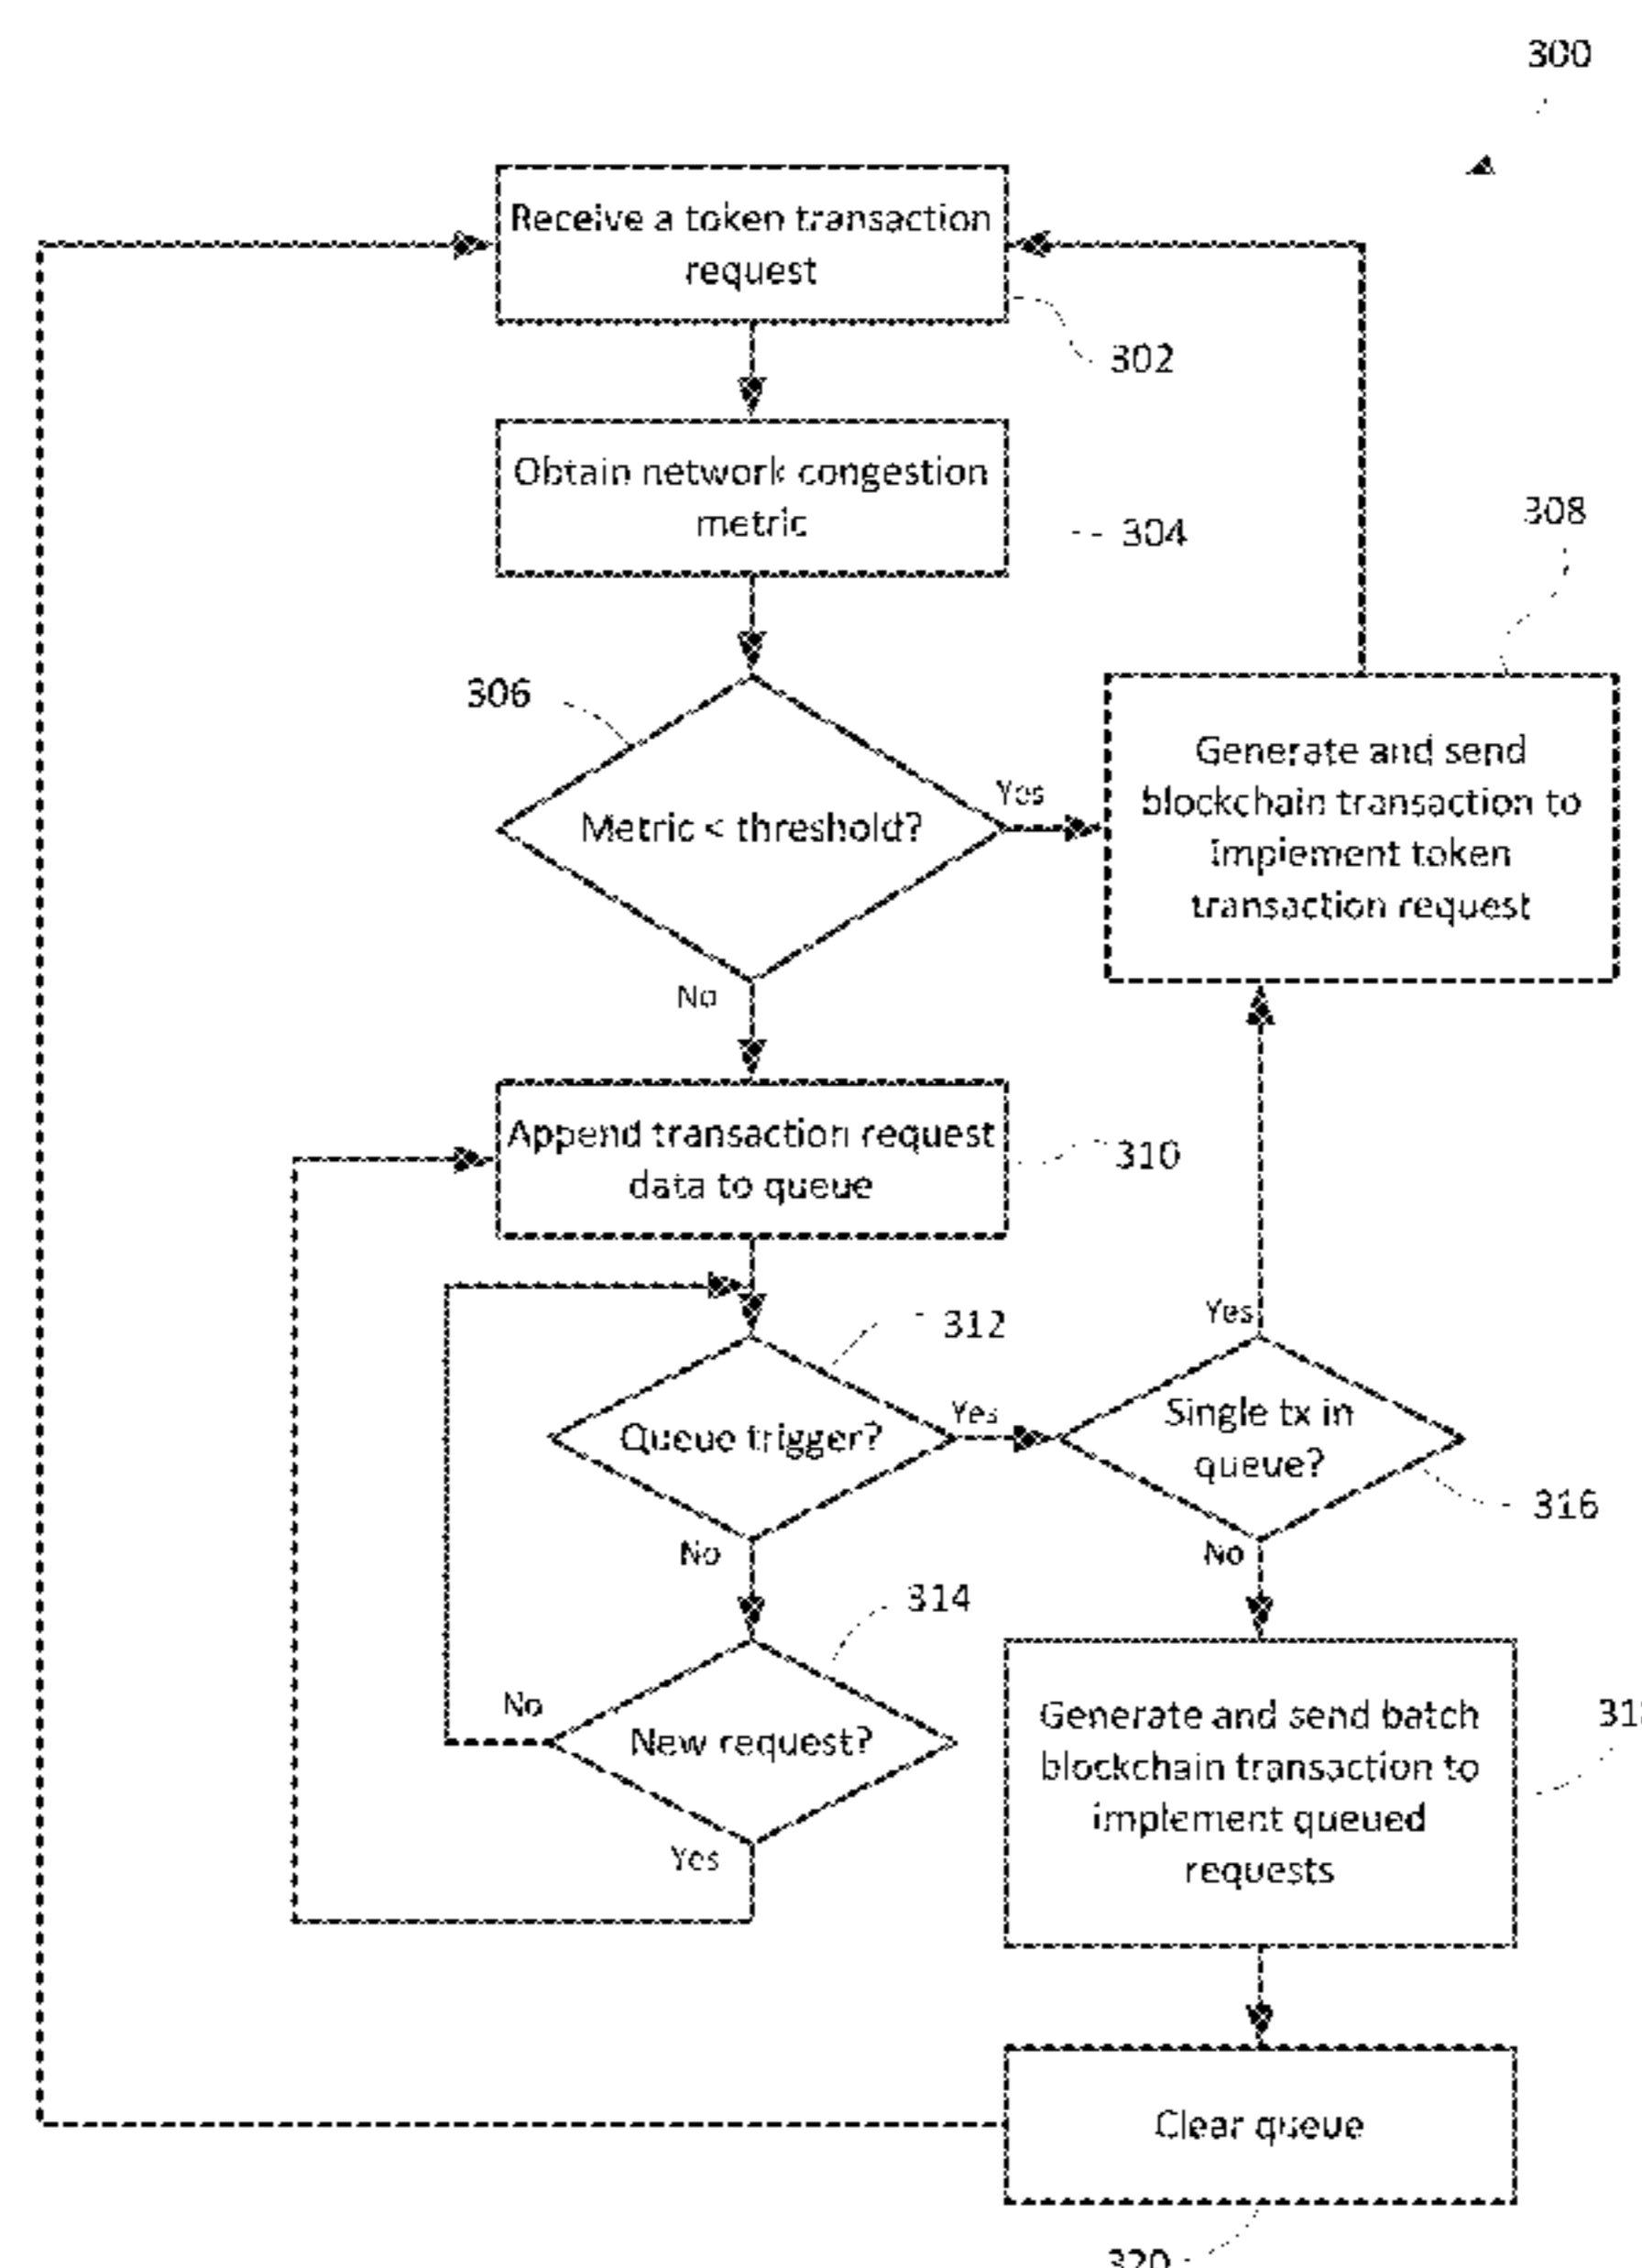 300
Receive a token transaction
request
302
Obtain network congestion
metric
304
308
306
Metric < threshold?
Yes
Generate and send
blockchain transaction to
implement token
transaction request
No
Append transaction request
data to queue
310
312
Yes
Queue trigger?
Yes
Single tx in
queue?
316
No
No
314
No
New request?
Yes
Generate and send batch
blockchain transaction to
implement queued
requests
Clear queue
320